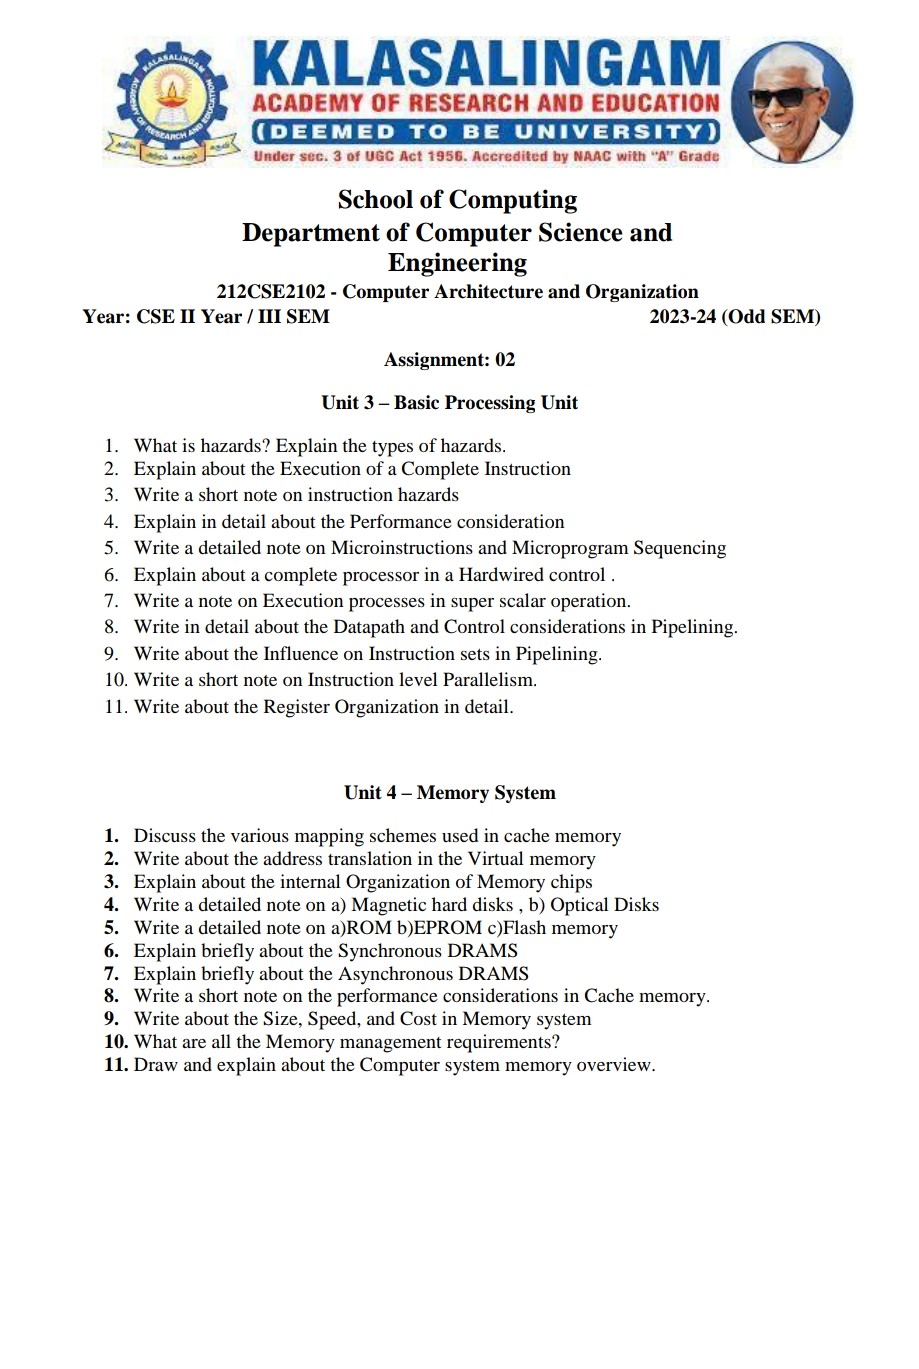 KALASALINGAM
ACADEMY OF RESEARCH AND EDUCATION
(DEEMED TO BE UNIVERSITY)
Under sec. 3 of UGC Act 1956. Accredited by NAAC with "A" Grade
KALASALINGAM
ACADEMY OF RESEARCH AND EDUCATION
School of Computing
Department of Computer Science and
Engineering
212CSE2102 - Computer Architecture and Organization
Year: CSE II Year / III SEM 2023-24 (Odd SEM)
Assignment: 02
Unit 3 – Basic Processing Unit
1. What is hazards? Explain the types of hazards.
2. Explain about the Execution of a Complete Instruction
3. Write a short note on instruction hazards
4. Explain in detail about the Performance consideration
5. Write a detailed note on Microinstructions and Microprogram Sequencing
6. Explain about a complete processor in a Hardwired control .
7. Write a note on Execution processes in super scalar operation.
8. Write in detail about the Datapath and Control considerations in Pipelining.
9. Write about the Influence on Instruction sets in Pipelining.
10. Write a short note on Instruction level Parallelism.
11. Write about the Register Organization in detail.
Unit 4 – Memory System
1. Discuss the various mapping schemes used in cache memory
2. Write about the address translation in the Virtual memory
3. Explain about the internal Organization of Memory chips
4. Write a detailed note on a) Magnetic hard disks , b) Optical Disks
5. Write a detailed note on a)ROM b)EPROM c)Flash memory
6. Explain briefly about the Synchronous DRAMS
7. Explain briefly about the Asynchronous DRAMS
8. Write a short note on the performance considerations in Cache memory.
9. Write about the Size, Speed, and Cost in Memory system
10. What are all the Memory management requirements?
11. Draw and explain about the Computer system memory overview.